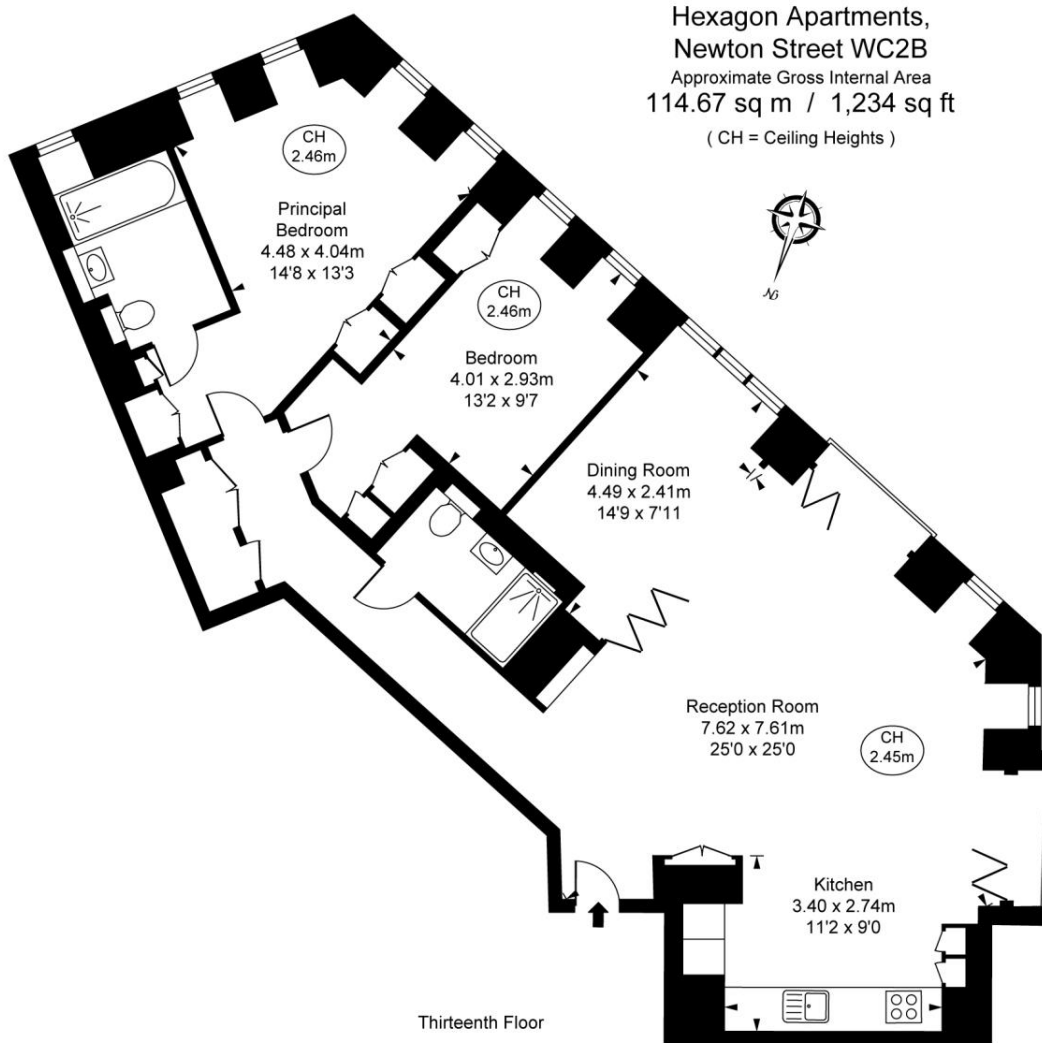 Hexagon Apartments,
Newton Street WC2B
Approximate Gross Internal Area
114.67 sq m / 1,234 sq ft
( CH = Ceiling Heights )
N
CH
2.46m
Principal
Bedroom
4.48 x 4.04m
14'8 x 13'3
CH
2.46m
Bedroom
4.01 x 2.93m
13'2 x 9'7
Dining Room
4.49 x 2.41m
14'9 x 7'11
Reception Room
7.62 x 7.61m
25'0 x 25'0
CH
2.45m
Kitchen
3.40 x 2.74m
11'2 x 9'0
Thirteenth Floor